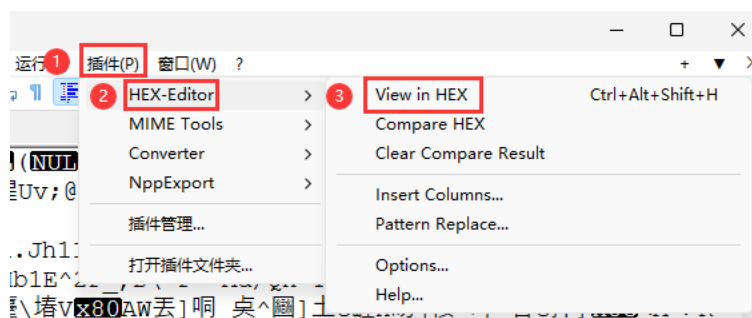 运行 1 插件(P) 窗口(W) ?
+ ▼
¶ 2 HEX-Editor > 3 View in HEX Ctrl+Alt+Shift+H
MIME Tools > Compare HEX
(NUL Converter > Clear Compare Result
Uv;@ NppExport > Insert Columns...
插件管理... Pattern Replace...
.Jh1
打开插件文件夹... Options...
Help...
x80 AW丟]